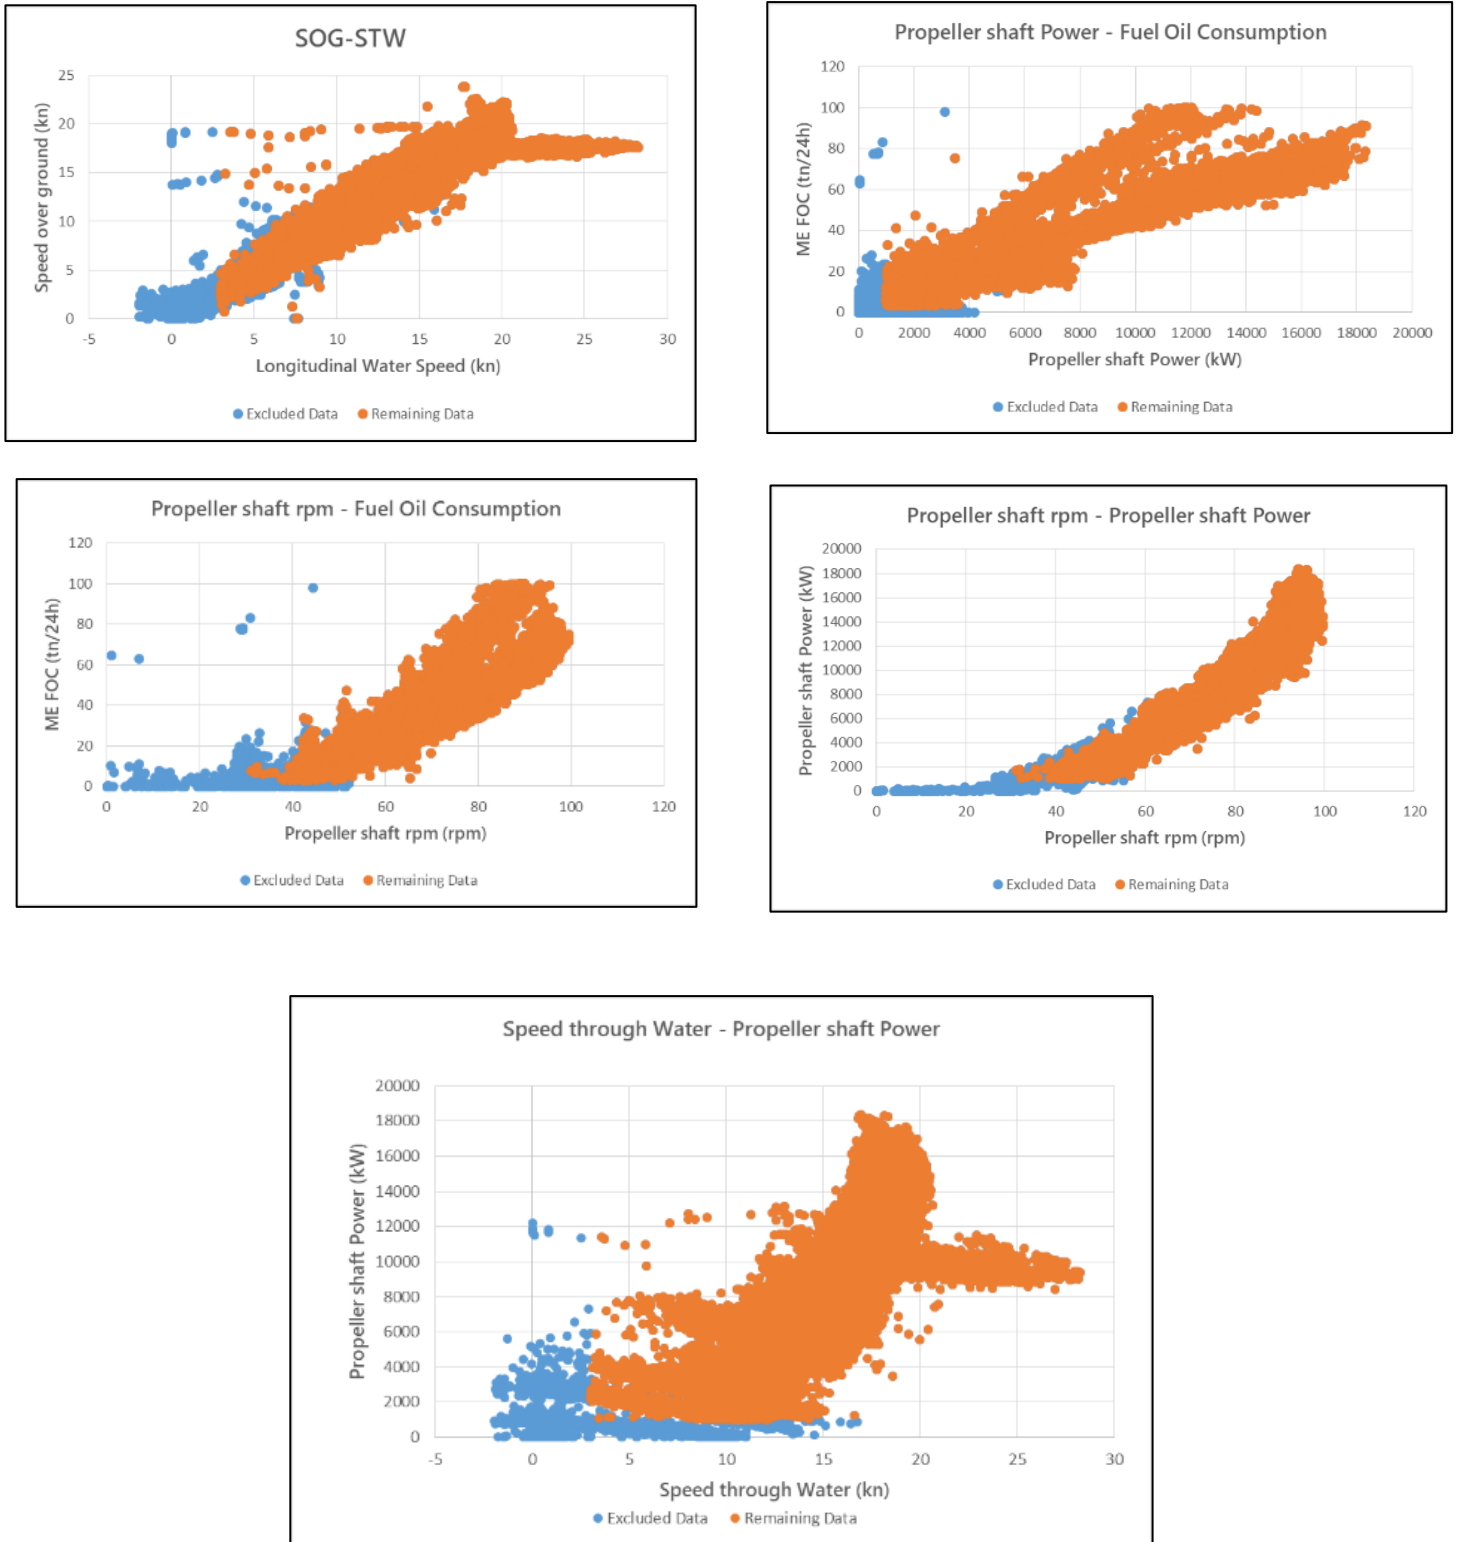 SOG-STW
25
20
15
10
5
0
Speed over ground (kn)
-5 0 5 10 15 20 25 30
Longitudinal Water Speed (kn)
Excluded Data Remaining Data
Propeller shaft Power - Fuel Oil Consumption
120
100
80
60
40
20
0
ME FOC (tn/24h)
0 2000 4000 6000 8000 10000 12000 14000 16000 18000 20000
Propeller shaft Power (kW)
Excluded Data Remaining Data
Propeller shaft rpm - Fuel Oil Consumption
120
100
80
60
40
20
0
ME FOC (tn/24h)
0 20 40 60 80 100 120
Propeller shaft rpm (rpm)
Excluded Data Remaining Data
Propeller shaft rpm - Propeller shaft Power
20000
18000
16000
14000
12000
10000
8000
6000
4000
2000
0
Propeller shaft Power (kW)
0 20 40 60 80 100 120
Propeller shaft rpm (rpm)
Excluded Data Remaining Data
Speed through Water - Propeller shaft Power
20000
18000
16000
14000
12000
10000
8000
6000
4000
2000
0
Propeller shaft Power (kW)
-5 0 5 10 15 20 25 30
Speed through Water (kn)
Excluded Data Remaining Data